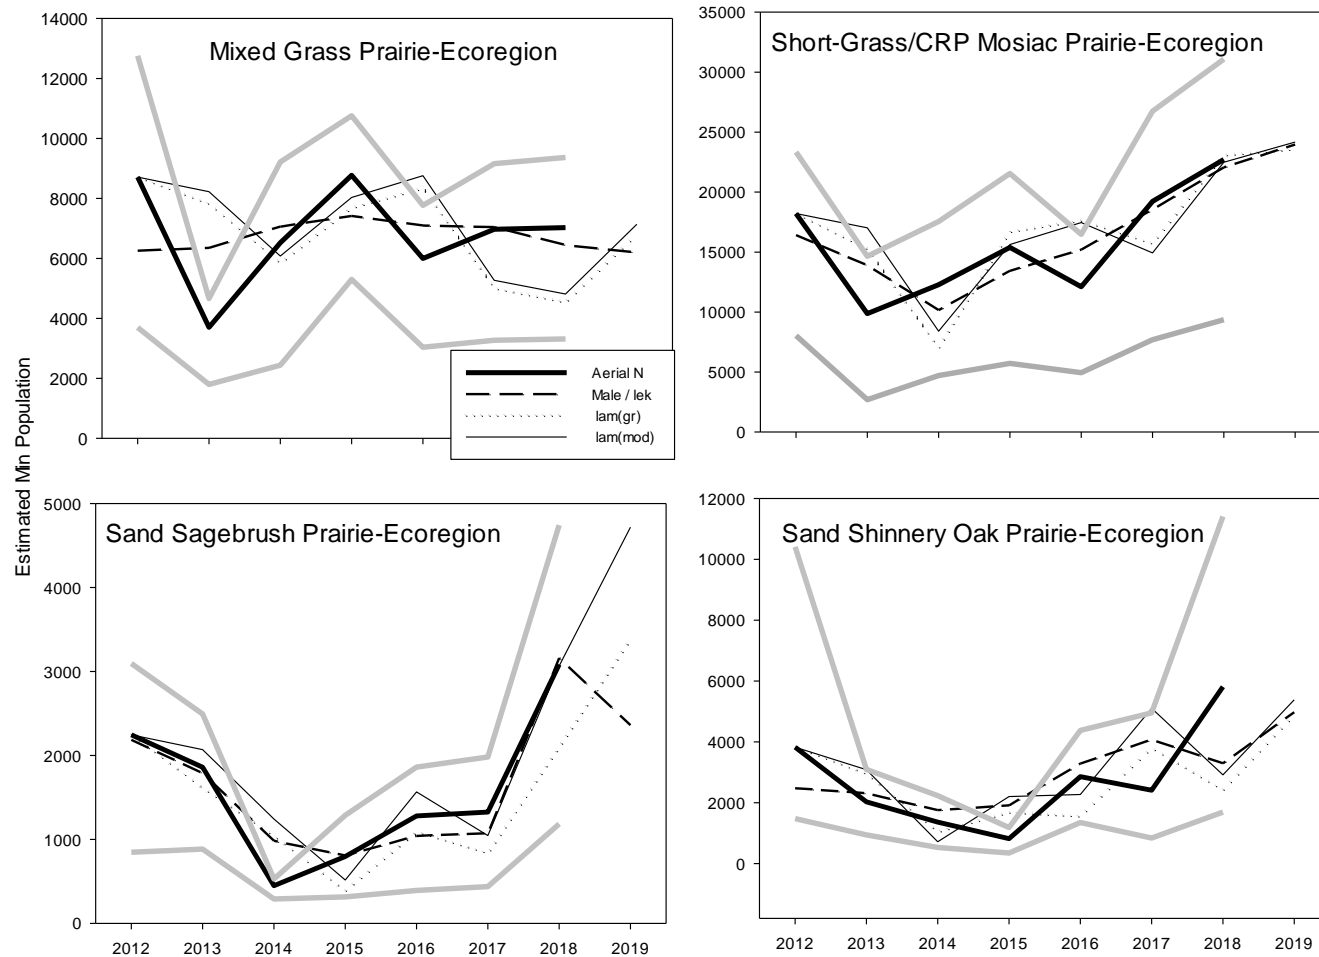 Estimated Min Population
Mixed Grass Prairie-Ecoregion
14000
12000
10000
8000
6000
4000
2000
0
Aerial N
Male / lek
lam(gr)
lam(mod)
Short-Grass/CRP Mosiac Prairie-Ecoregion
35000
30000
25000
20000
15000
10000
5000
0
Sand Sagebrush Prairie-Ecoregion
5000
4000
3000
2000
1000
0
2012 2013 2014 2015 2016 2017 2018 2019
Sand Shinnery Oak Prairie-Ecoregion
12000
10000
8000
6000
4000
2000
0
2012 2013 2014 2015 2016 2017 2018 2019